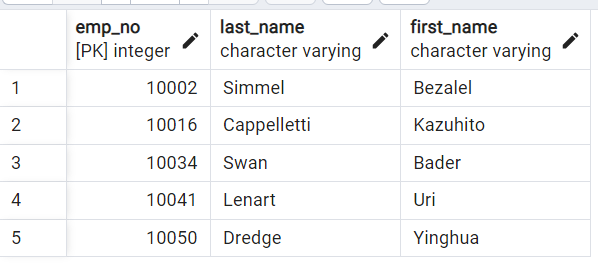 emp_no last_name first_name
[PK] integer character varying character varying
1 10002 Simmel Bezalel
2 10016 Cappelletti Kazuhito
3 10034 Swan Bader
4 10041 Lenart Uri
5 10050 Dredge Yinghua